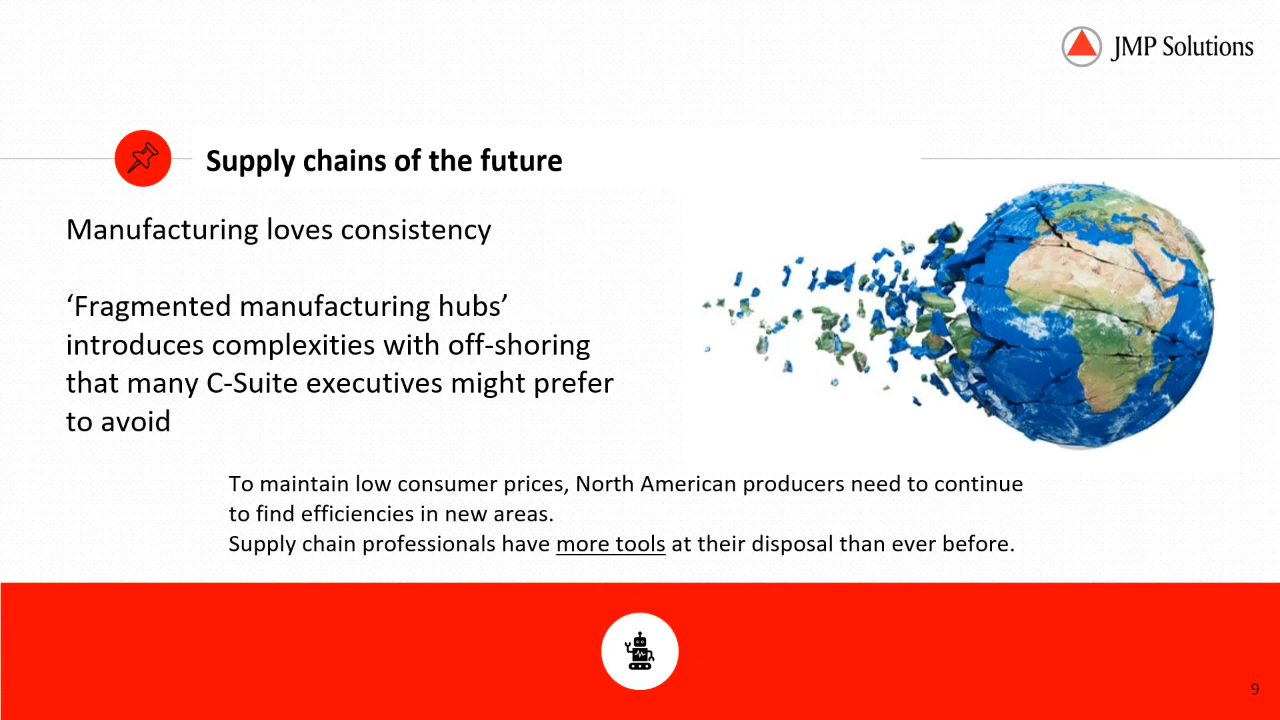 JMP Solutions
Supply chains of the future
Manufacturing loves consistency
‘Fragmented manufacturing hubs’
introduces complexities with off-shoring
that many C-Suite executives might prefer
to avoid
To maintain low consumer prices, North American producers need to continue
to find efficiencies in new areas.
Supply chain professionals have more tools at their disposal than ever before.
9